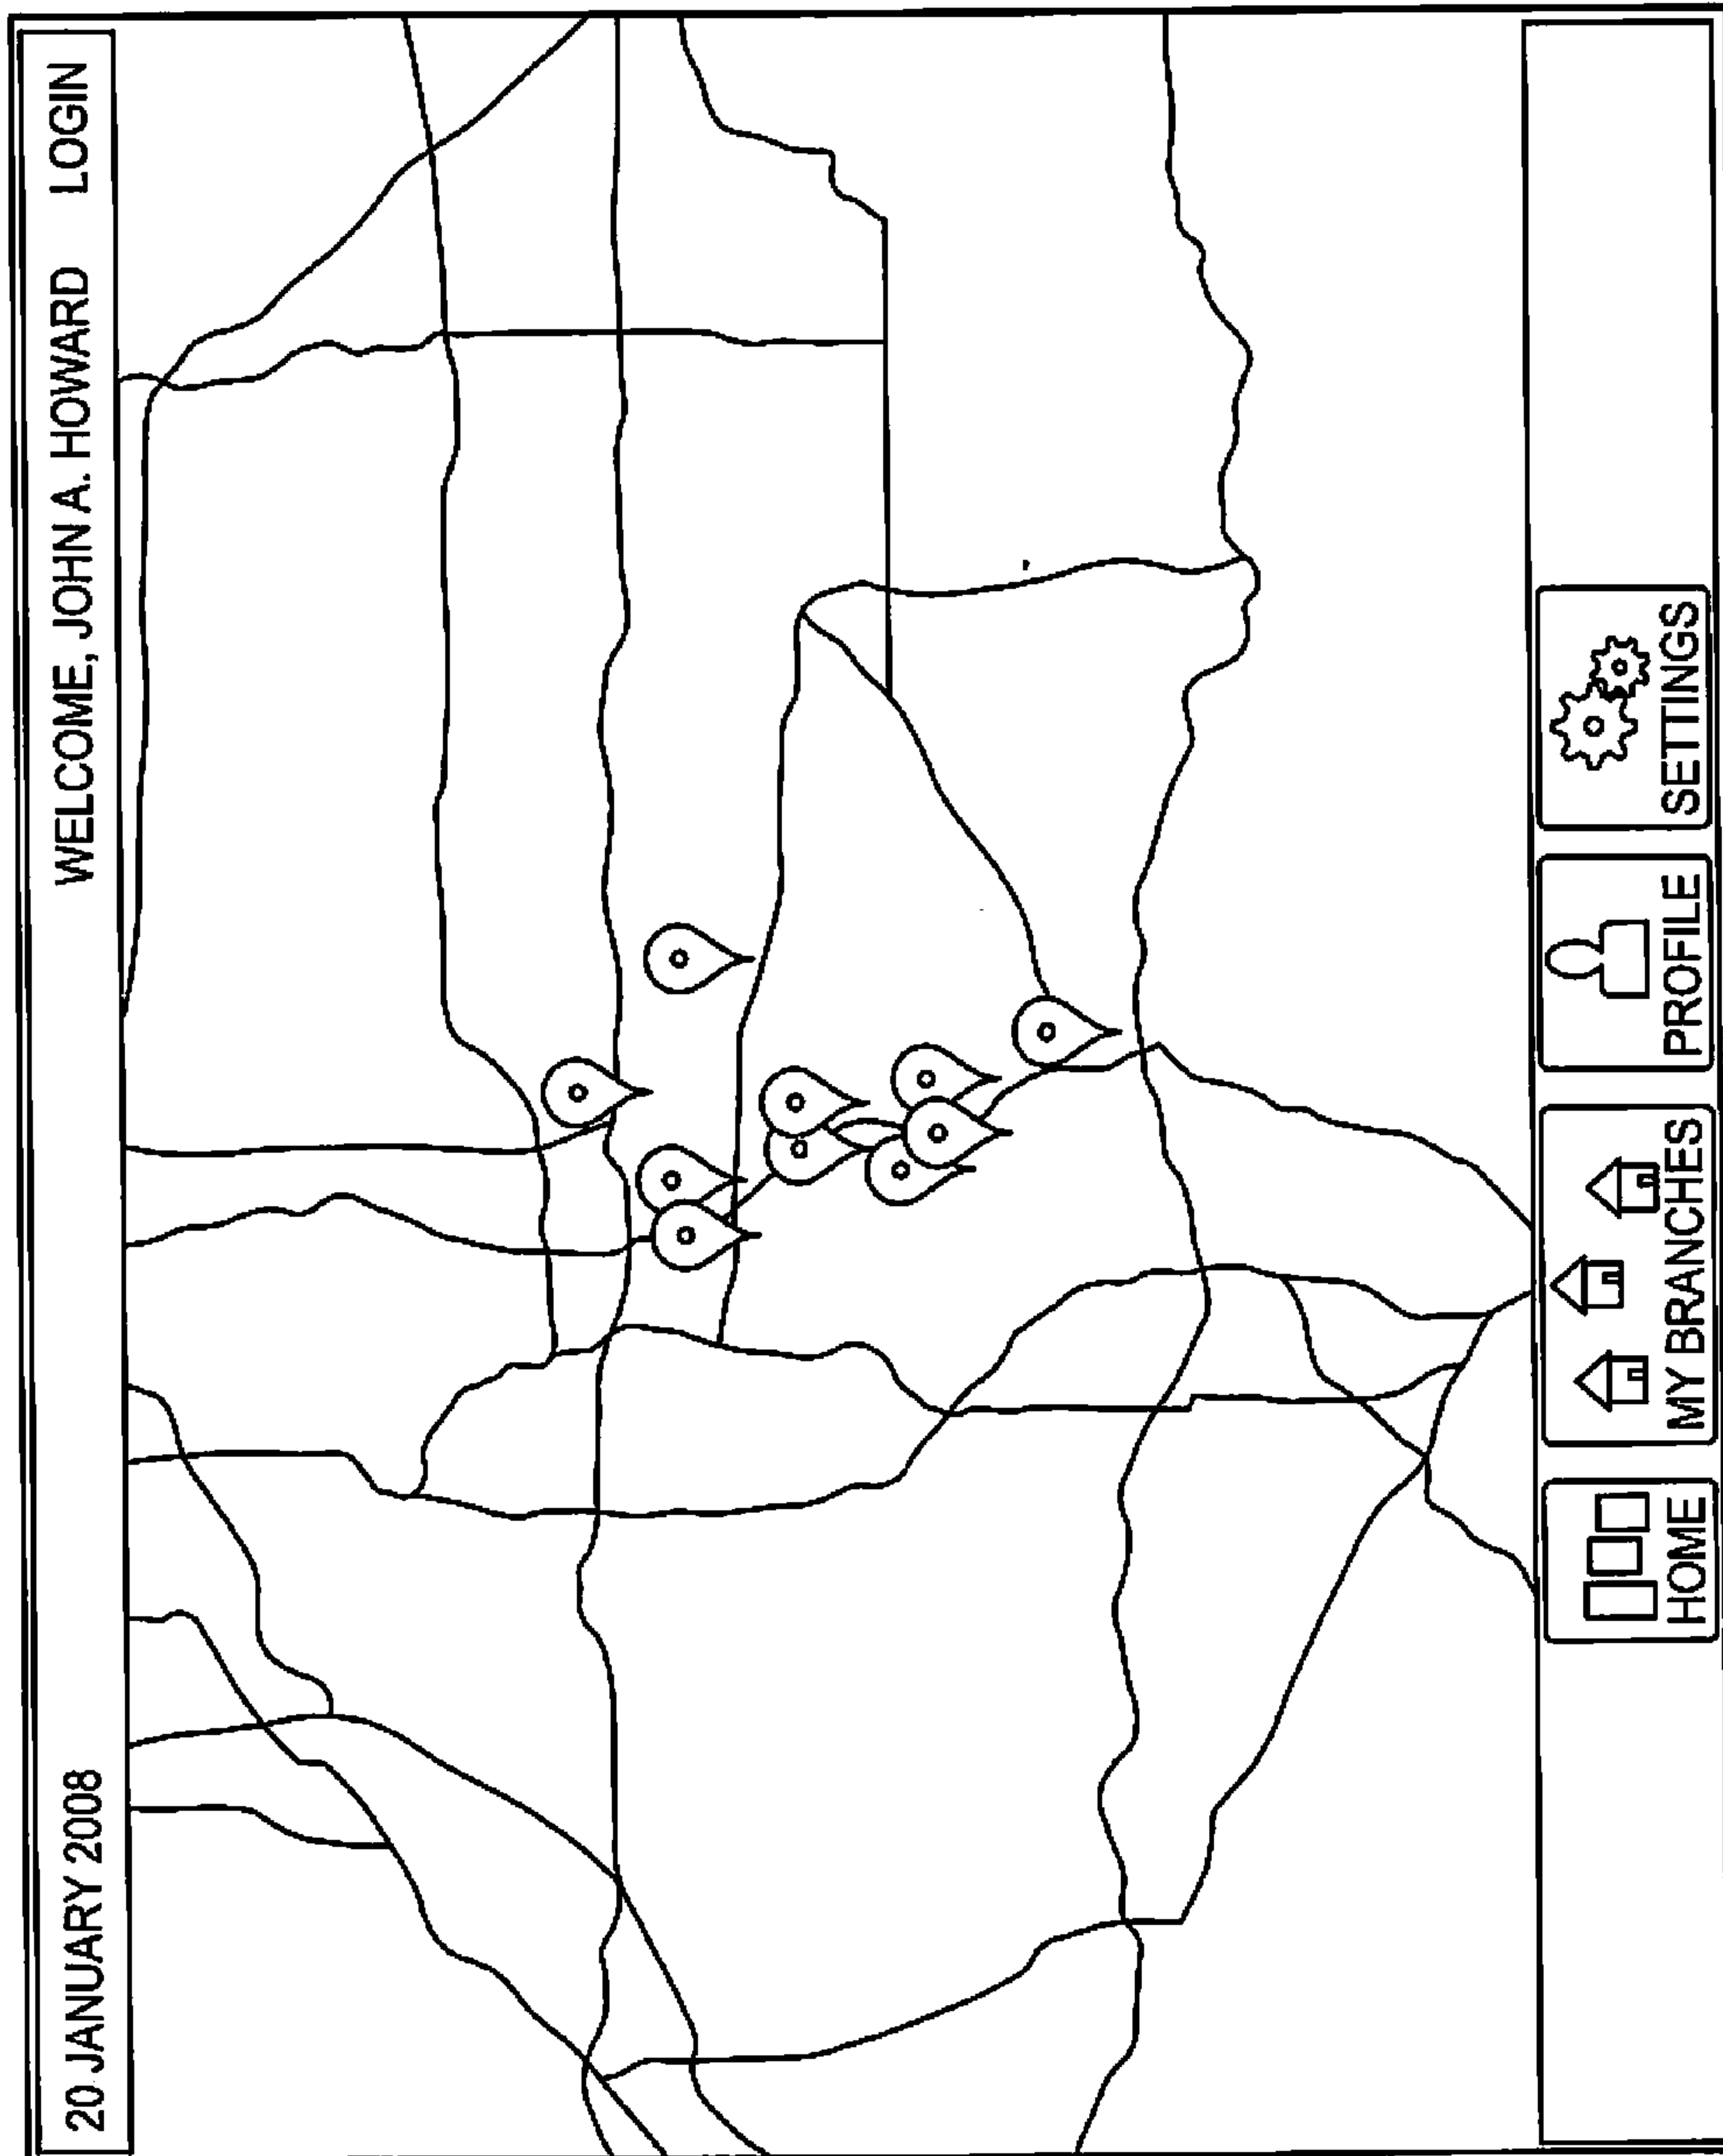 20 JANUARY 2008 WELCOME, JOHN A. HOWARD LOGIN
HOME MY BRANCHES PROFILE SETTINGS